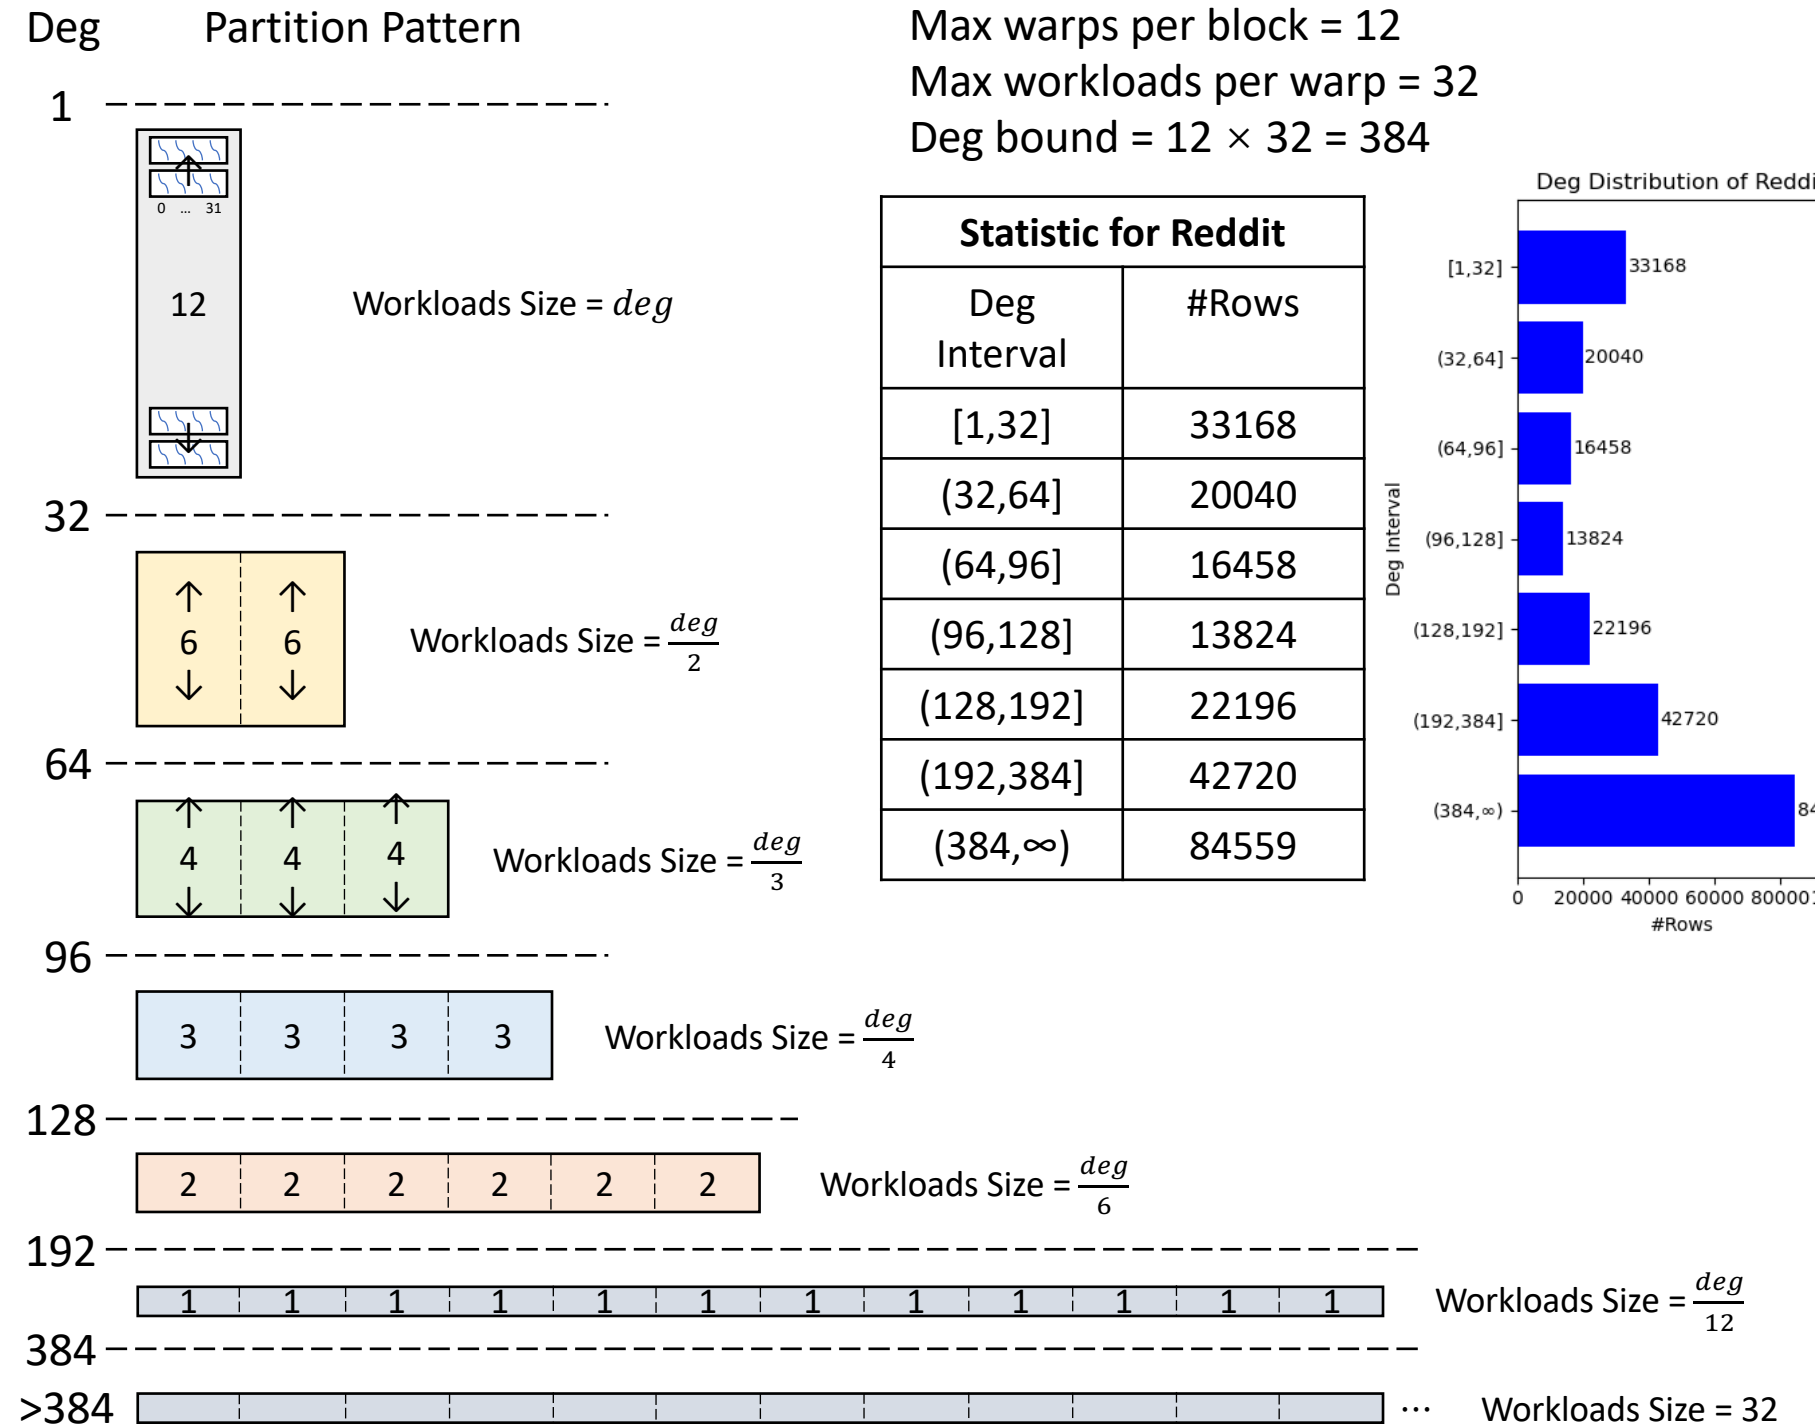 Deg Partition Pattern
1
0 ... 31
12
Workloads Size = deg
32
6 6
Workloads Size = deg/2
64
4 4 4
Workloads Size = deg/3
96
3 3 3 3
Workloads Size = deg/4
128
2 2 2 2 2 2
Workloads Size = deg/6
192
1 1 1 1 1 1 1 1 1 1 1 1
Workloads Size = deg/12
384
>384
... Workloads Size = 32
Max warps per block = 12
Max workloads per warp = 32
Deg bound = 12 × 32 = 384
Statistic for Reddit
Deg Interval #Rows
[1,32] 33168
(32,64] 20040
(64,96] 16458
(96,128] 13824
(128,192] 22196
(192,384] 42720
(384,∞) 84559
Deg Distribution of Reddi
Deg Interval
[1,32] 33168
(32,64] 20040
(64,96] 16458
(96,128] 13824
(128,192] 22196
(192,384] 42720
(384,∞) 84
0 20000 40000 60000 80000
#Rows